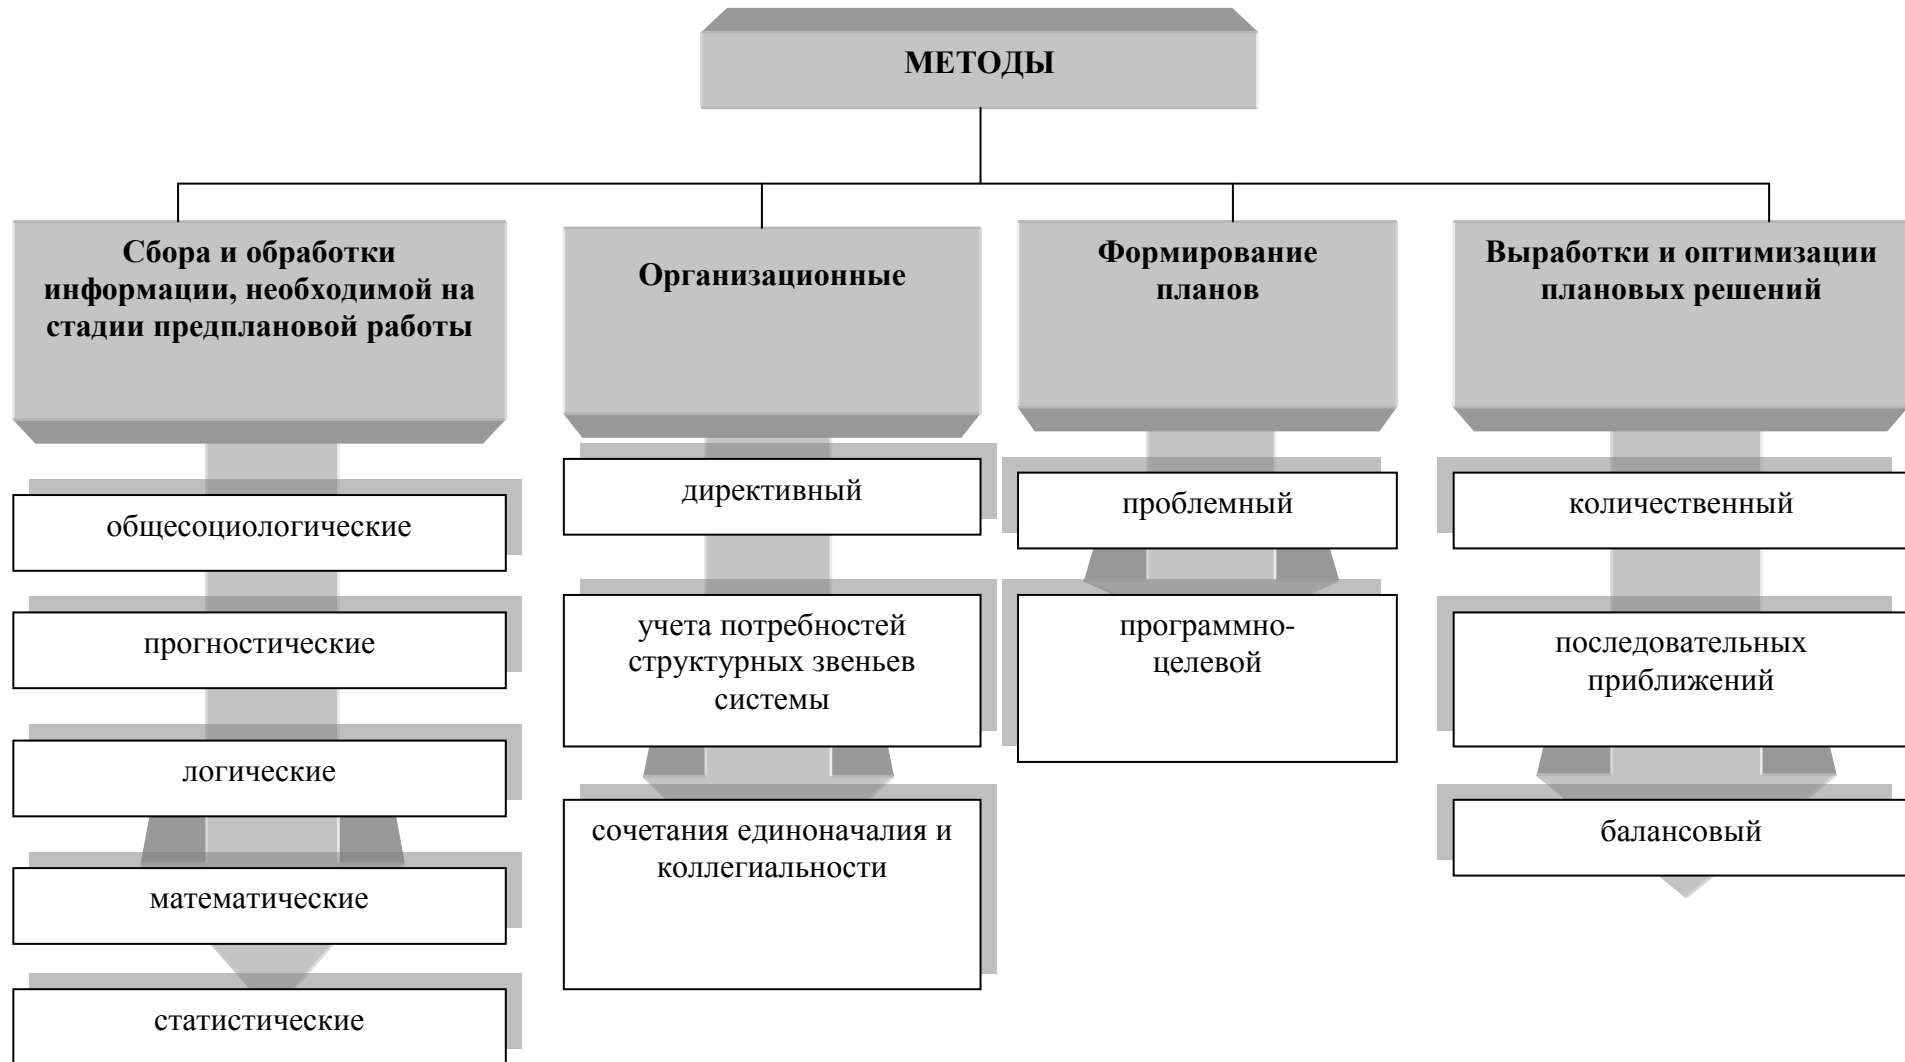 МЕТОДЫ
Сбора и обработки
информации, необходимой на
стадии предплановой работы
общесоциологические
прогностические
логические
математические
статистические
Организационные
директивный
учета потребностей
структурных звеньев
системы
сочетания единоначалия и
коллегиальности
Формирование
планов
проблемный
программно-
целевой
Выработки и оптимизации
плановых решений
количественный
последовательных
приближений
балансовый